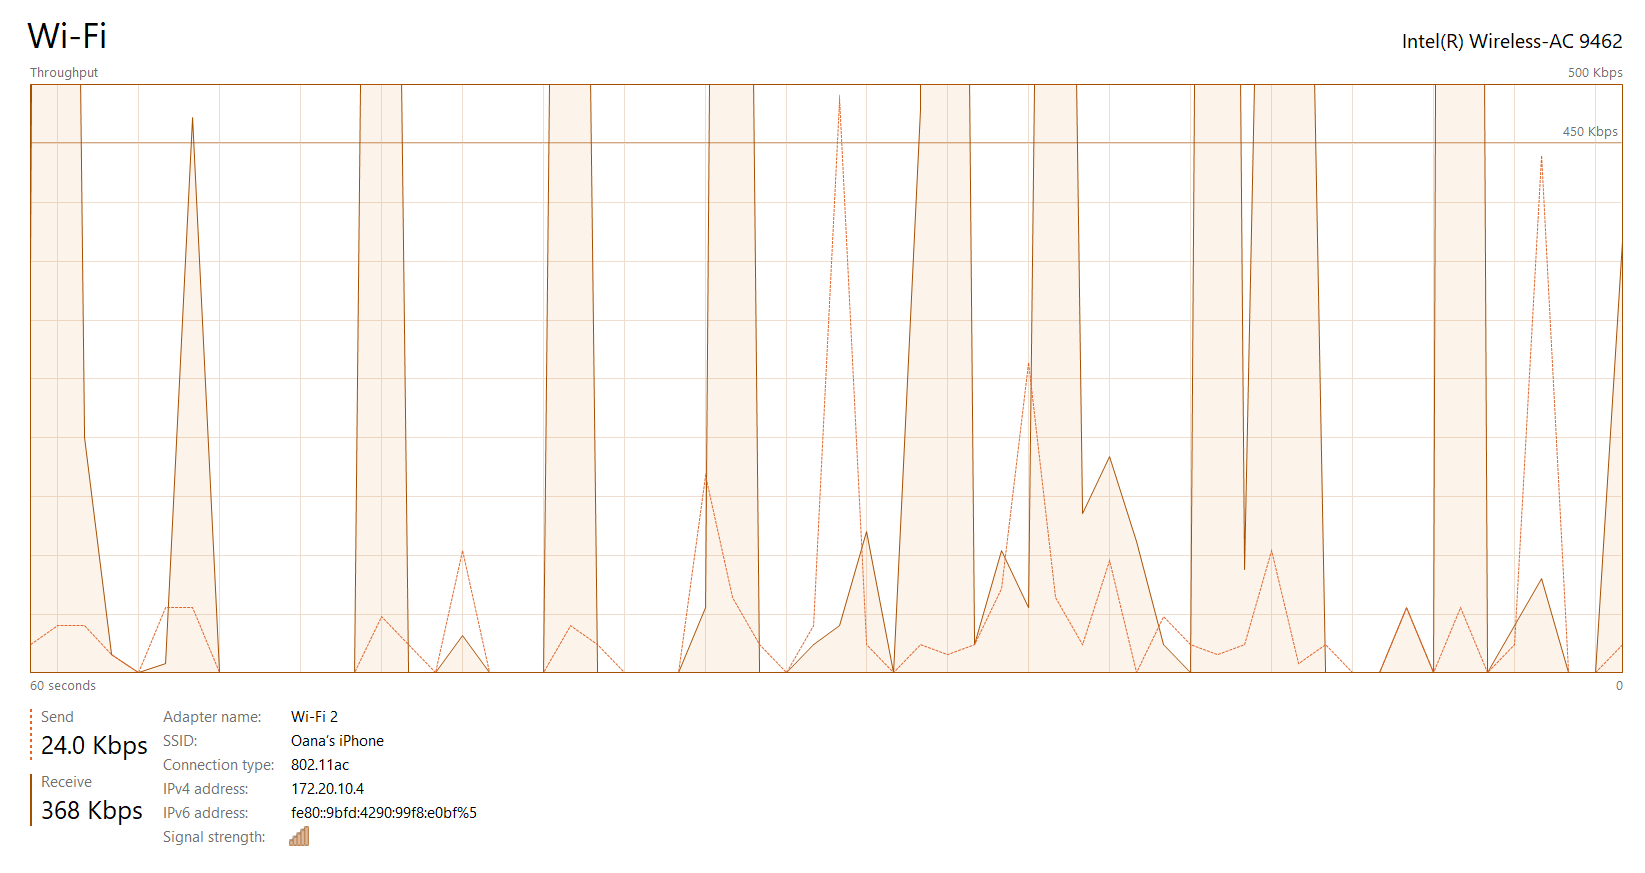 Wi-Fi
Intel(R) Wireless-AC 9462
Throughput
500 Kbps
450 Kbps
60 seconds
0
Send
24.0 Kbps
Receive
368 Kbps
Adapter name: Wi-Fi 2
SSID: Oana’s iPhone
Connection type: 802.11ac
IPv4 address: 172.20.10.4
IPv6 address: fe80::9bfd:4290:99f8:e0bf%5
Signal strength: